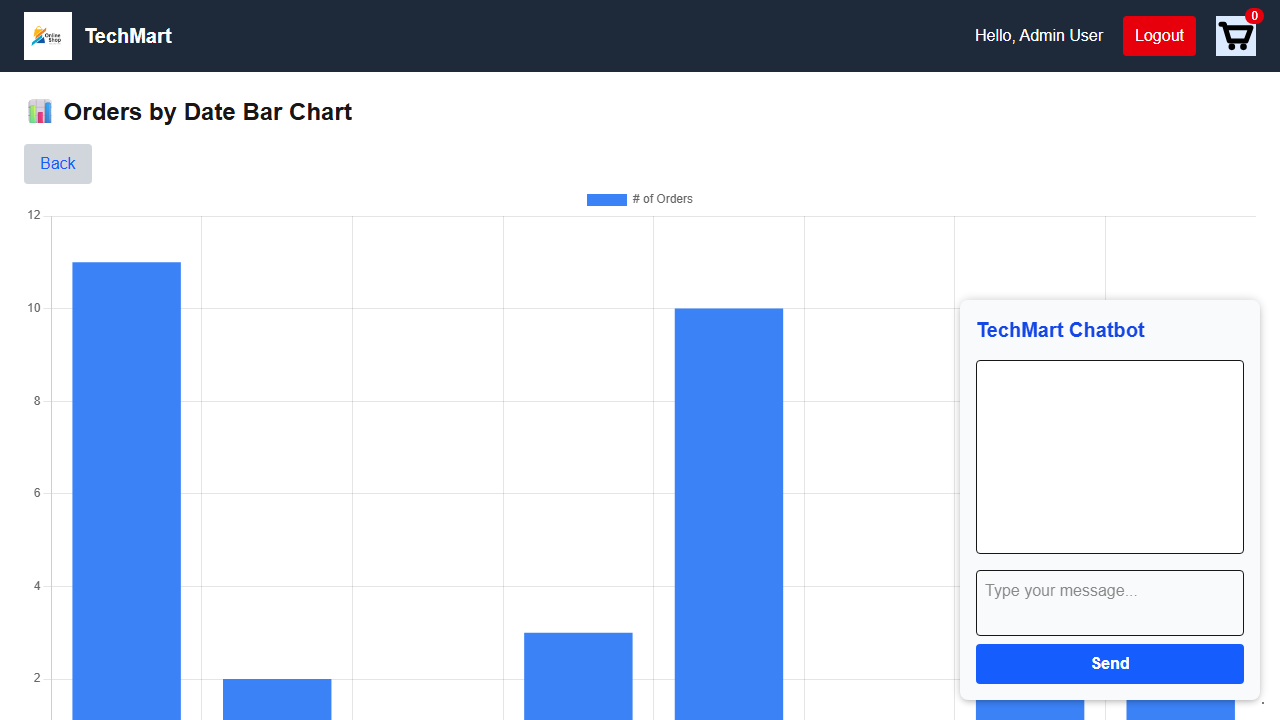 Online
Shop
TechMart
Hello, Admin User
Logout
0
Orders by Date Bar Chart
Back
# of Orders
12
10
8
6
4
2
TechMart Chatbot
Type your message...
Send